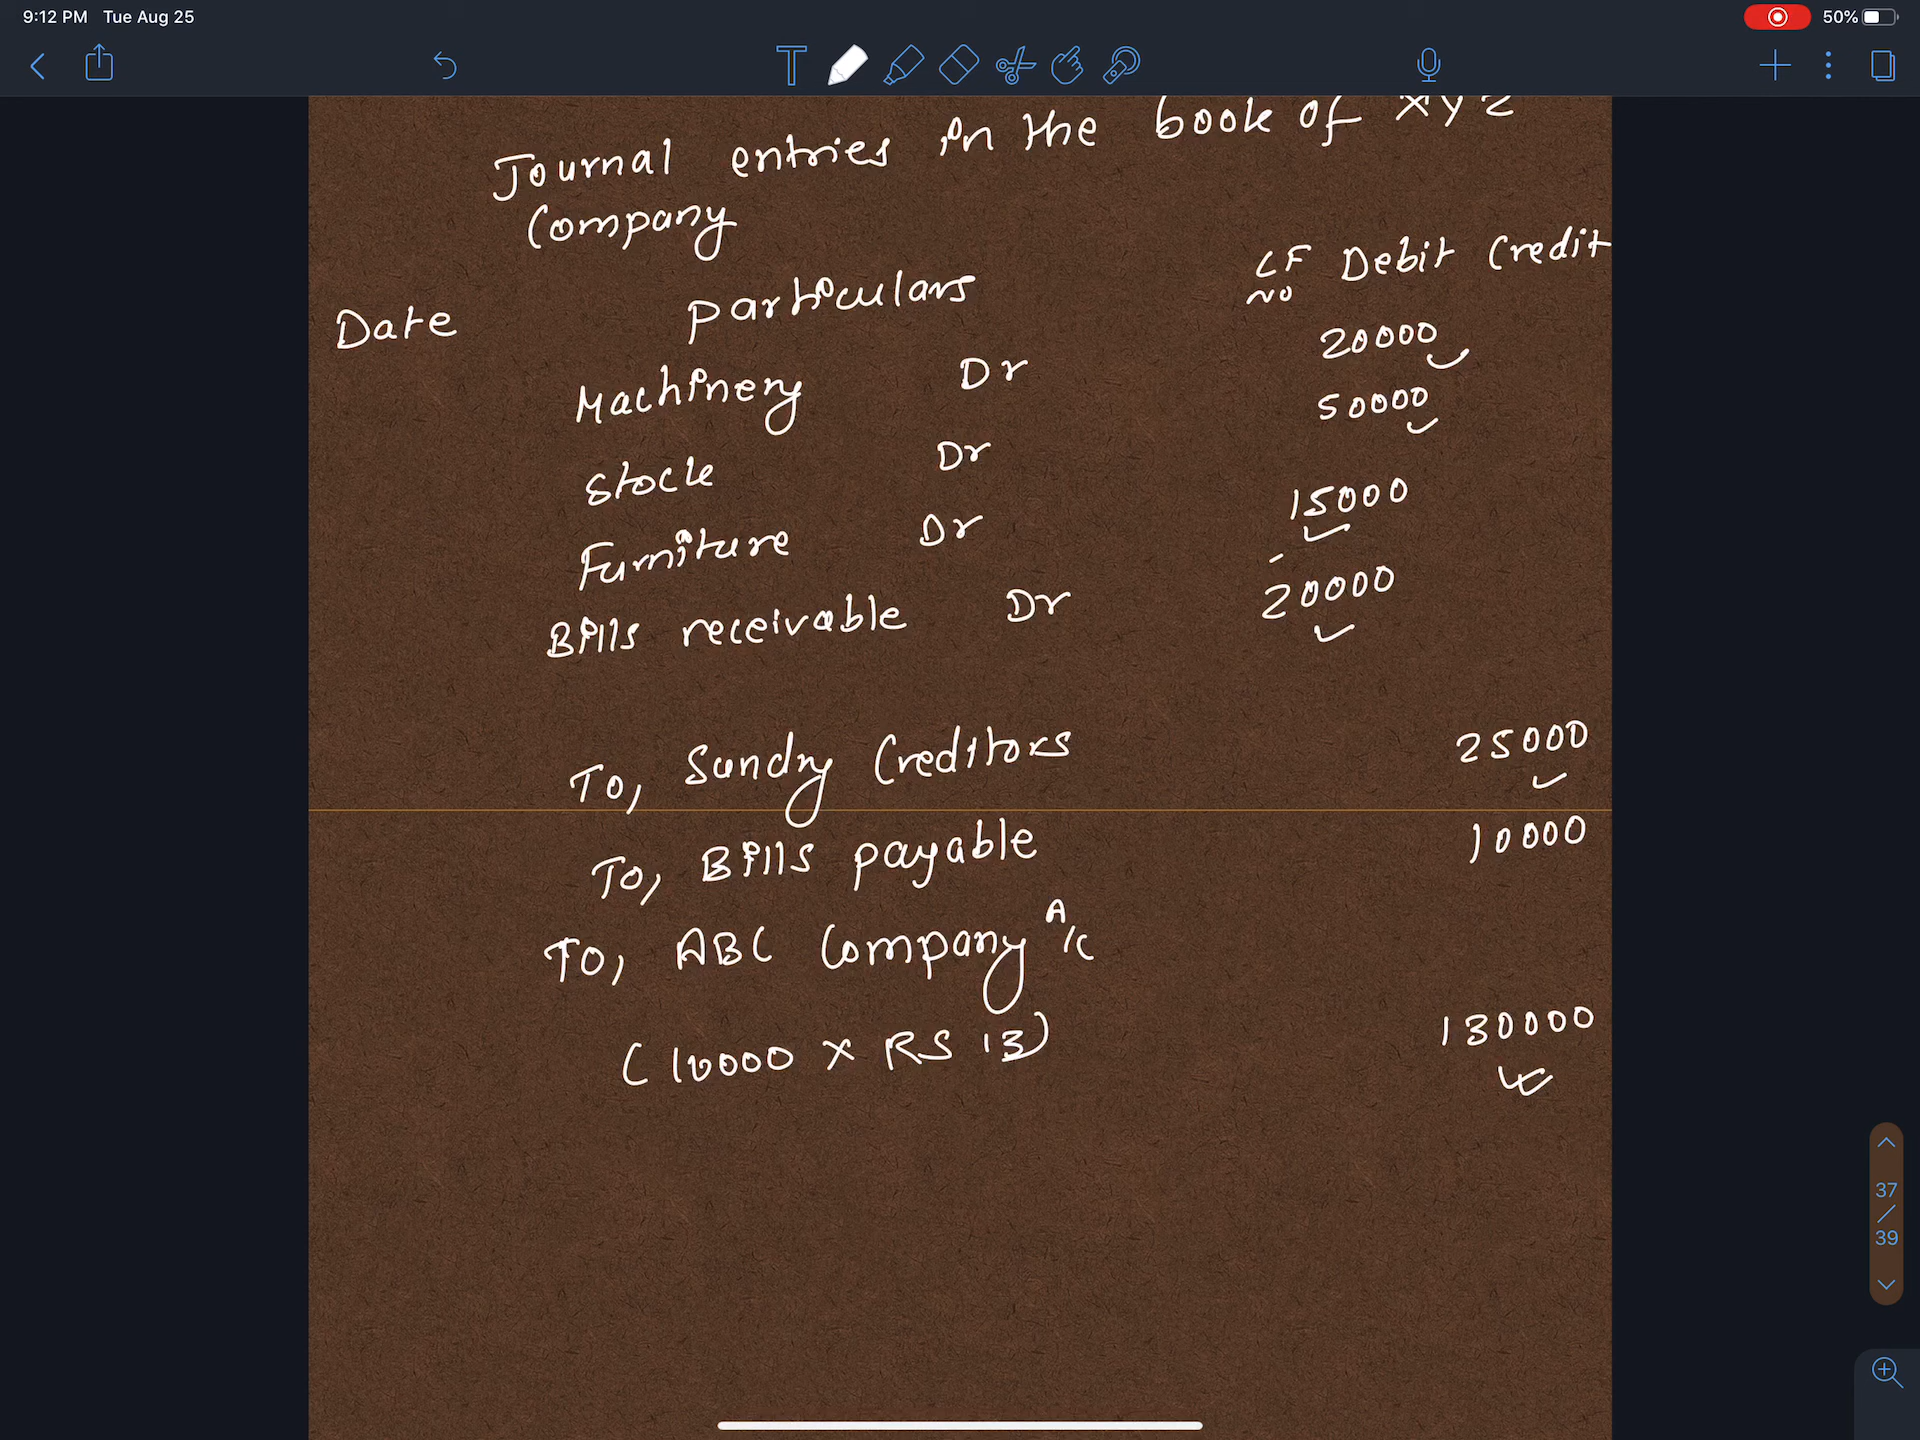 9:12 PM Tue Aug 25
50%
Journal entries in the book of XYZ
Company
Date Particulars LF Debit Credit
No
Machinery Dr 20000
Stock Dr 50000
Furniture Dr 15000
Bills receivable Dr 20000
To, Sundry Creditors 25000
To, Bills payable 10000
To, ABC Company A/c
(10000 X RS 13) 130000
37
/
39